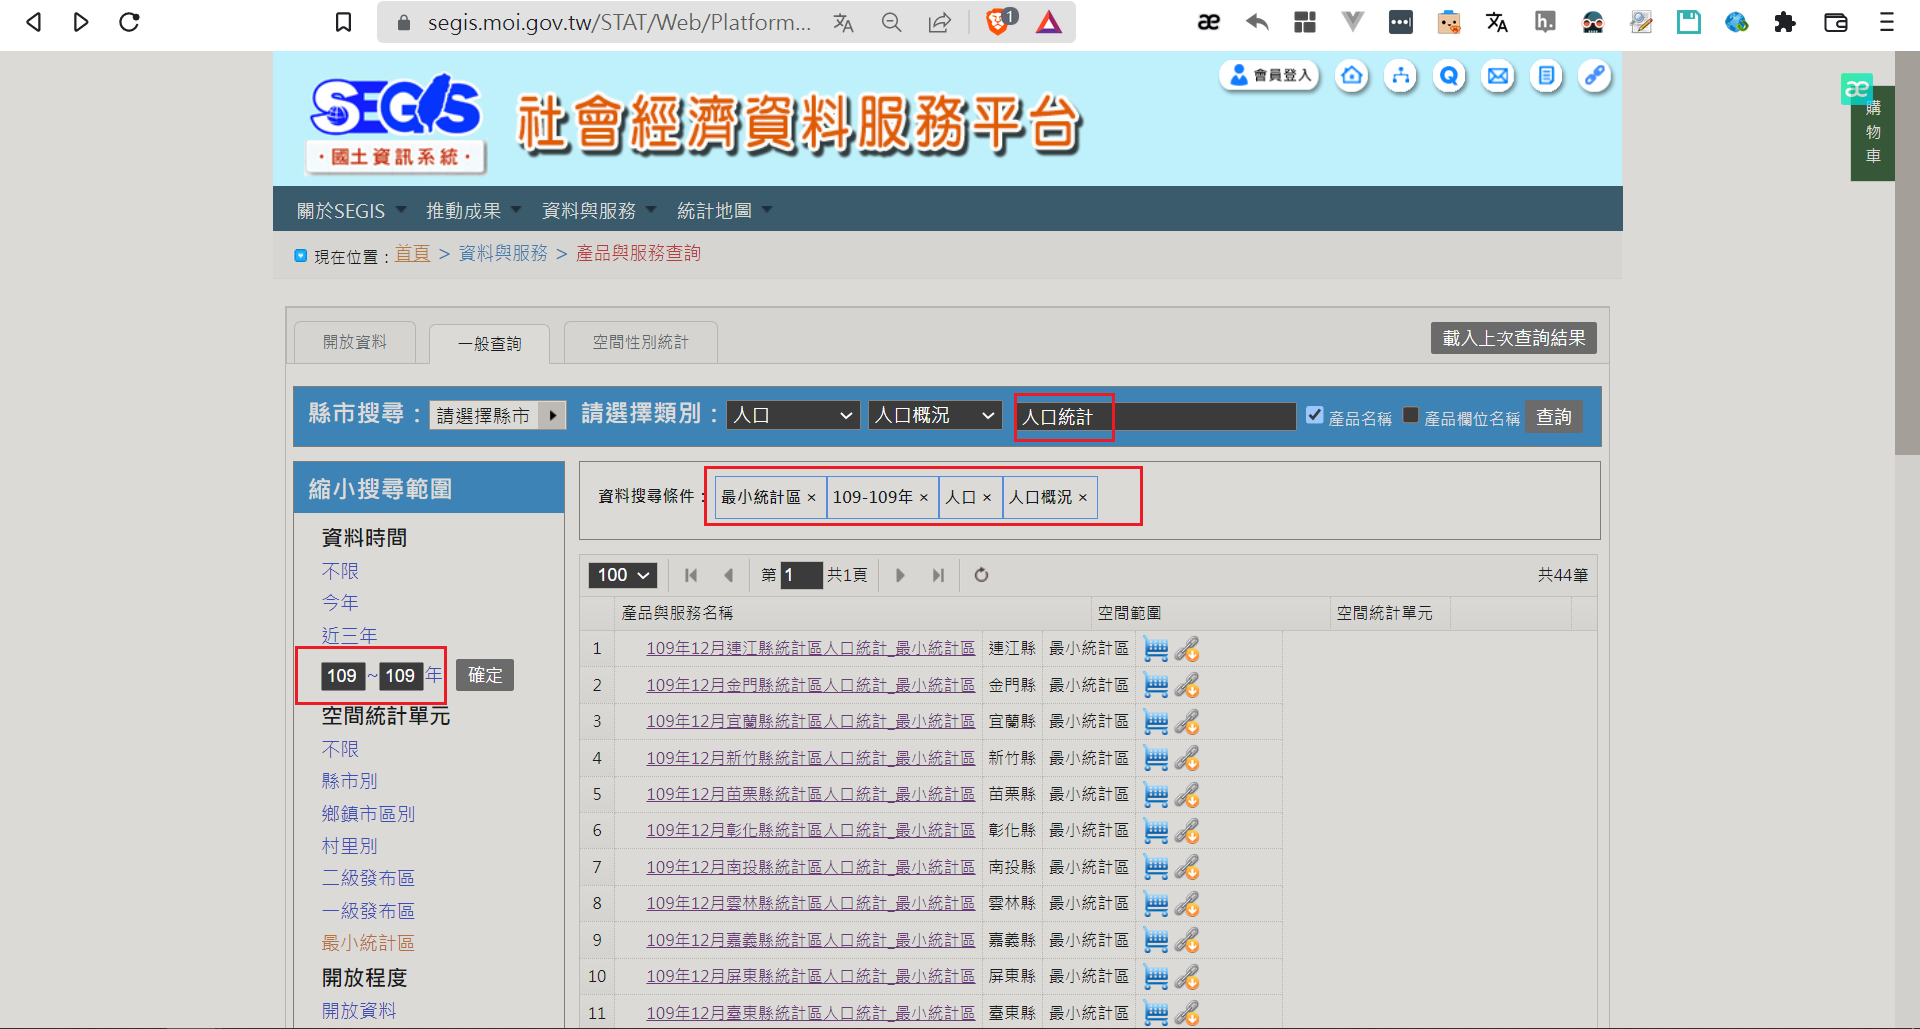 segis.moi.gov.tw/STAT/Web/Platform...
1
æ
h.
SEGIS
·國土資訊系統·
社會經濟資料服務平台
會員登入
æ
購物車
關於SEGIS 推動成果 資料與服務 統計地圖
現在位置：首頁 > 資料與服務 > 產品與服務查詢
開放資料 一般查詢 空間性別統計 載入上次查詢結果
縣市搜尋： 請選擇縣市 請選擇類別： 人口 人口概況 人口統計 產品名稱 產品欄位名稱 查詢
縮小搜尋範圍
資料時間
不限
今年
近三年
109 ~ 109 年 確定
空間統計單元
不限
縣市別
鄉鎮市區別
村里別
二級發布區
一級發布區
最小統計區
開放程度
開放資料
資料搜尋條件： 最小統計區 × 109-109年 × 人口 × 人口概況 ×
100 第 1 共1頁 共44筆
產品與服務名稱 空間範圍 空間統計單元
1 109年12月連江縣統計區人口統計_最小統計區 連江縣 最小統計區
2 109年12月金門縣統計區人口統計_最小統計區 金門縣 最小統計區
3 109年12月宜蘭縣統計區人口統計_最小統計區 宜蘭縣 最小統計區
4 109年12月新竹縣統計區人口統計_最小統計區 新竹縣 最小統計區
5 109年12月苗栗縣統計區人口統計_最小統計區 苗栗縣 最小統計區
6 109年12月彰化縣統計區人口統計_最小統計區 彰化縣 最小統計區
7 109年12月南投縣統計區人口統計_最小統計區 南投縣 最小統計區
8 109年12月雲林縣統計區人口統計_最小統計區 雲林縣 最小統計區
9 109年12月嘉義縣統計區人口統計_最小統計區 嘉義縣 最小統計區
10 109年12月屏東縣統計區人口統計_最小統計區 屏東縣 最小統計區
11 109年12月臺東縣統計區人口統計_最小統計區 臺東縣 最小統計區